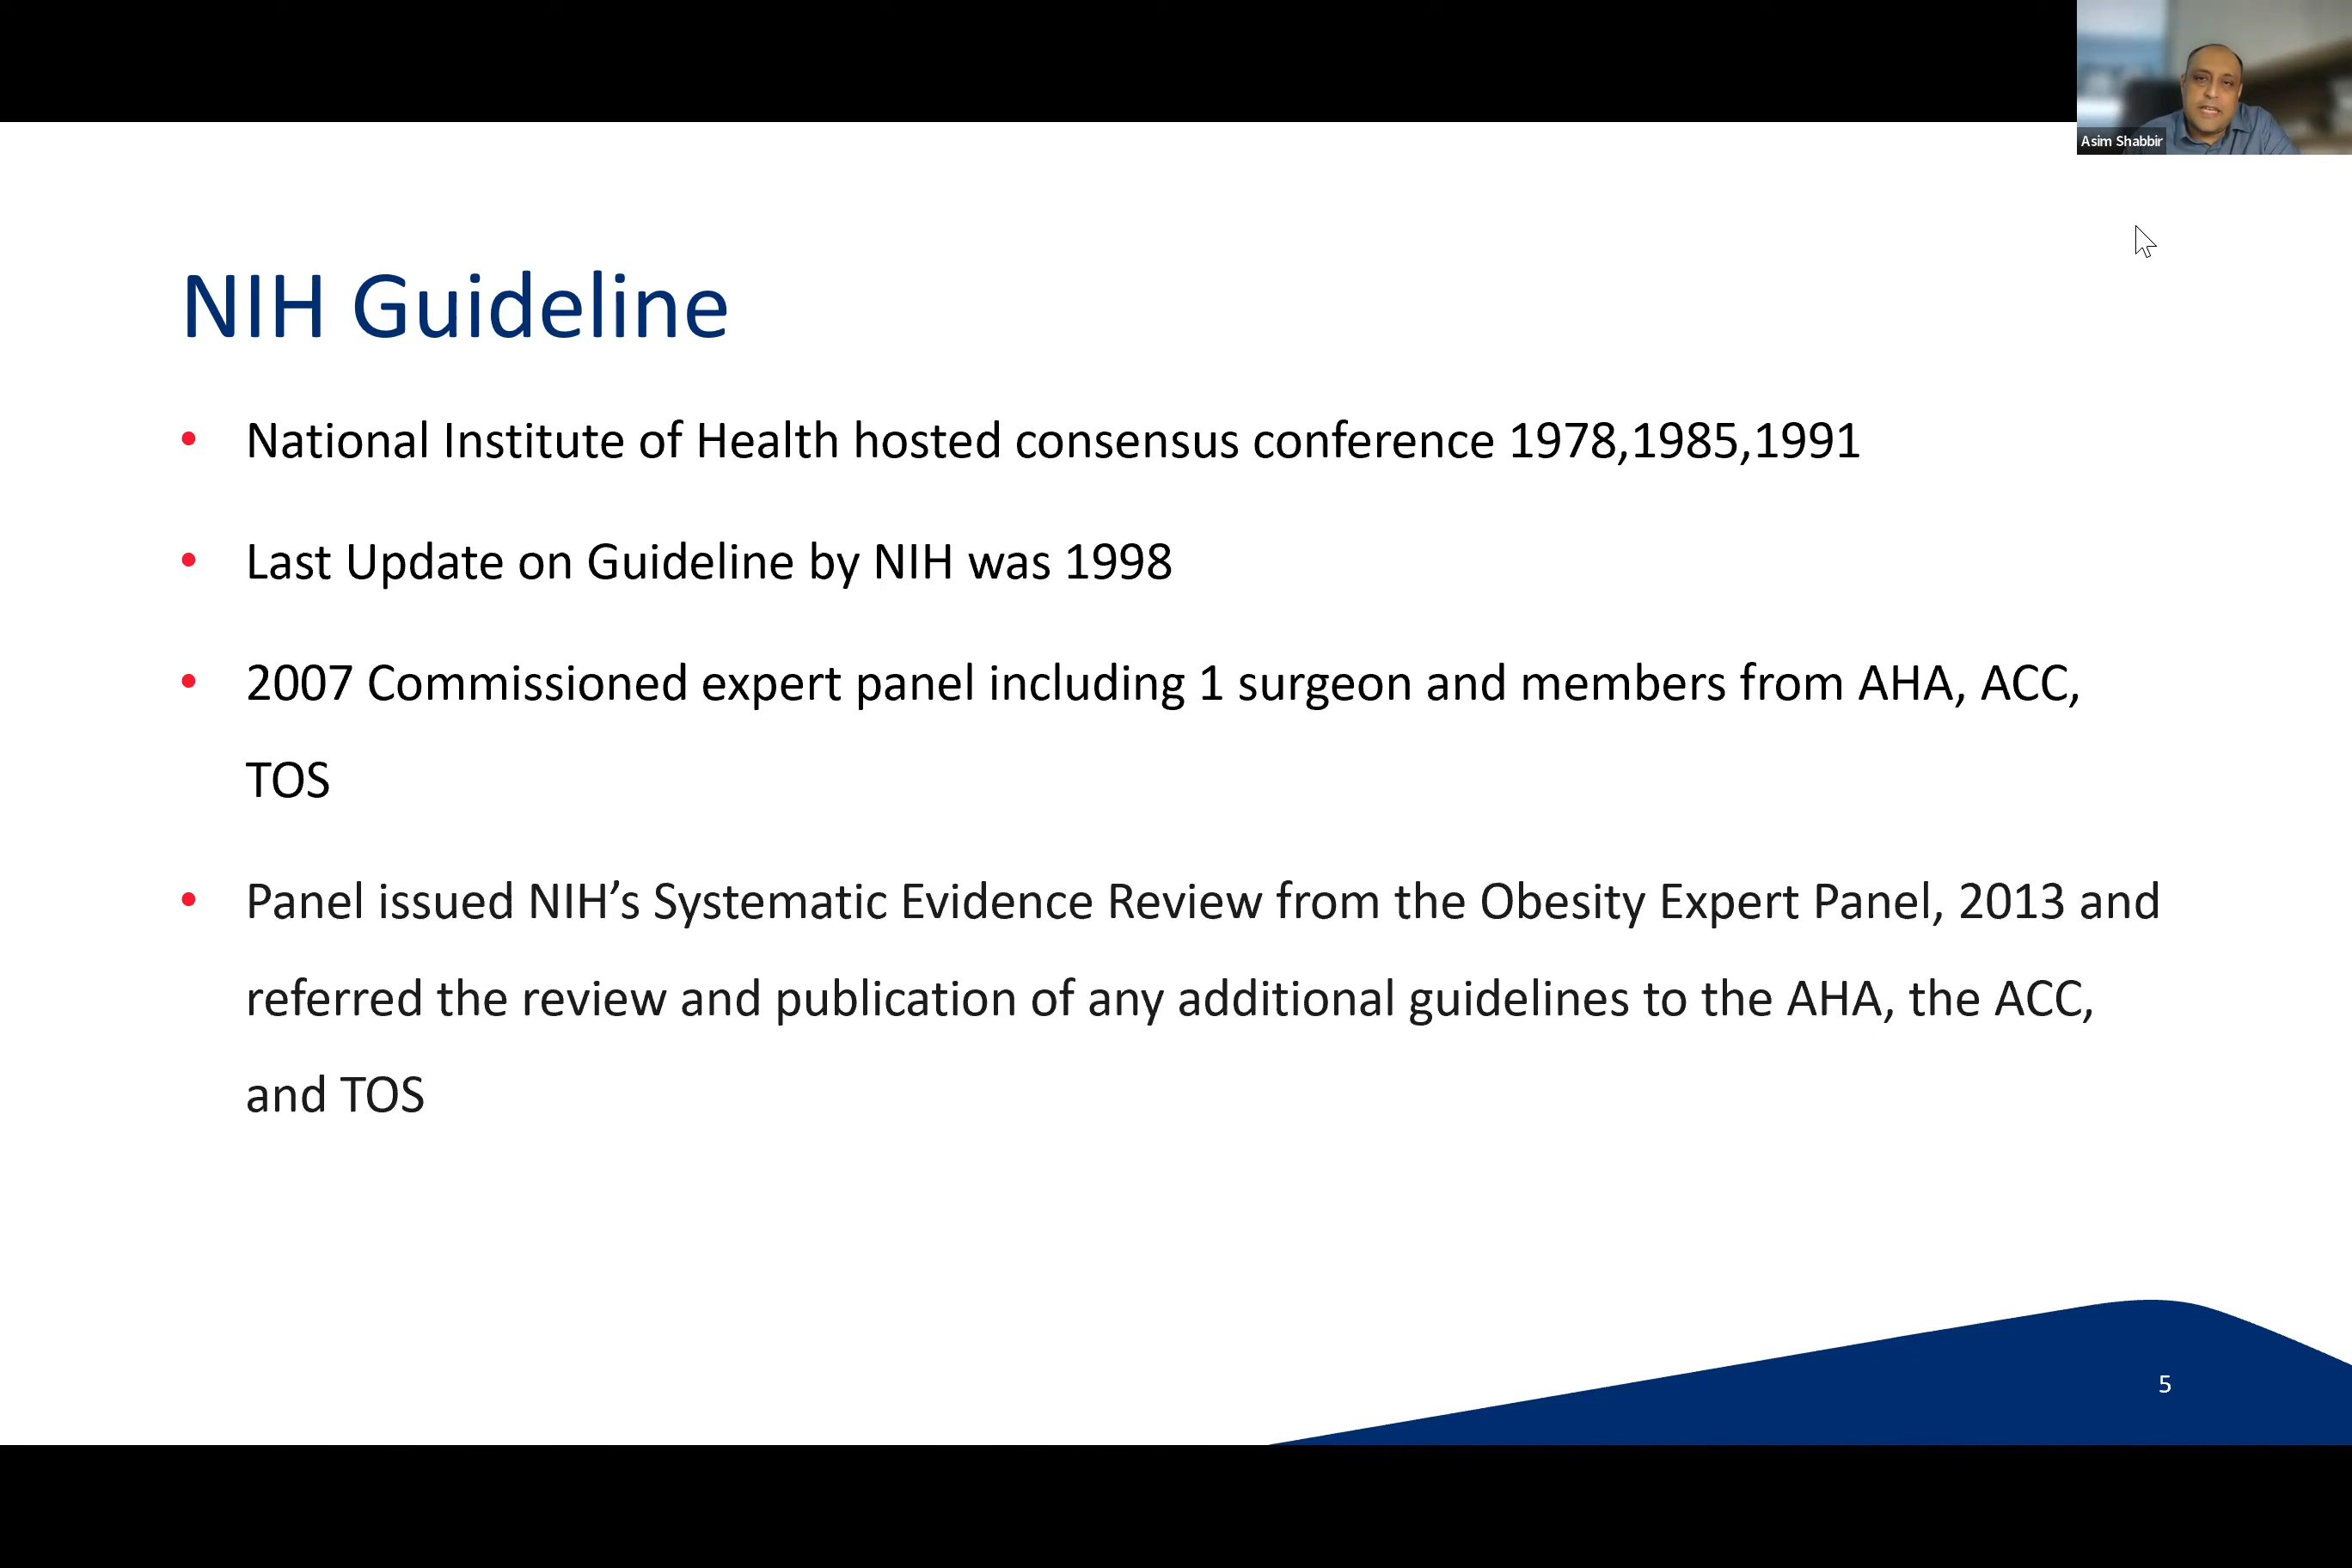 Asim Shabbir
NIH Guideline
• National Institute of Health hosted consensus conference 1978,1985,1991
• Last Update on Guideline by NIH was 1998
• 2007 Commissioned expert panel including 1 surgeon and members from AHA, ACC,
TOS
• Panel issued NIH’s Systematic Evidence Review from the Obesity Expert Panel, 2013 and
referred the review and publication of any additional guidelines to the AHA, the ACC,
and TOS
5